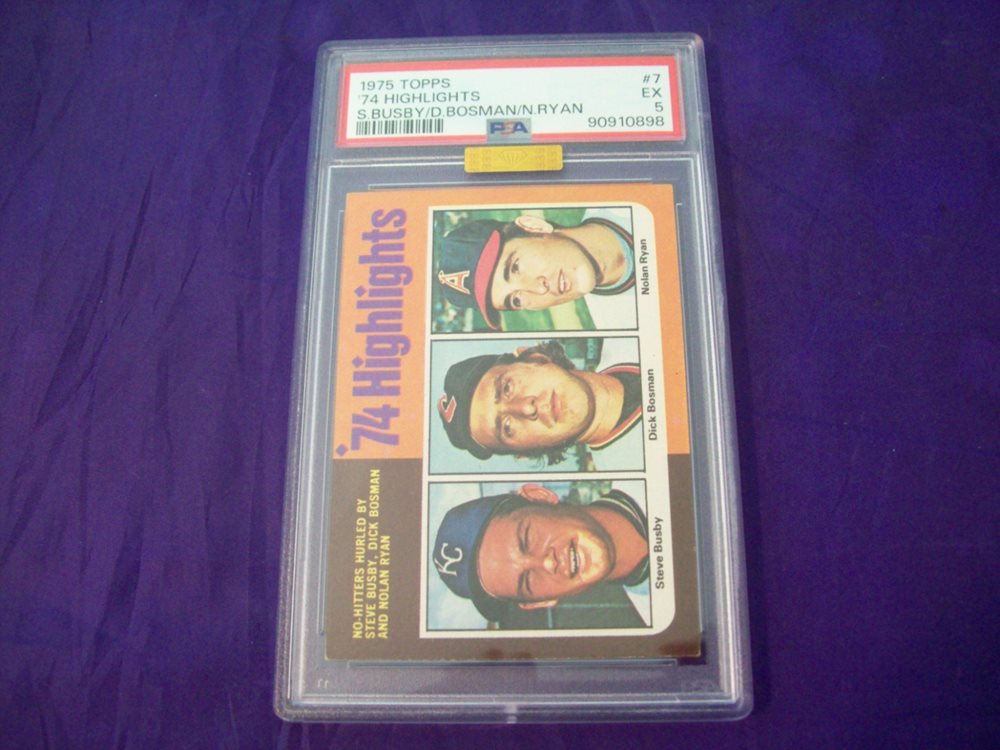 1975 TOPPS
'74 HIGHLIGHTS
S.BUSBY/D.BOSMAN/N.RYAN
#7
EX
5
90910898
PSA
'74 Highlights
NO-HITTERS HURLED BY
STEVE BUSBY, DICK BOSMAN
AND NOLAN RYAN
KC
Steve Busby
C
Dick Bosman
A
Nolan Ryan